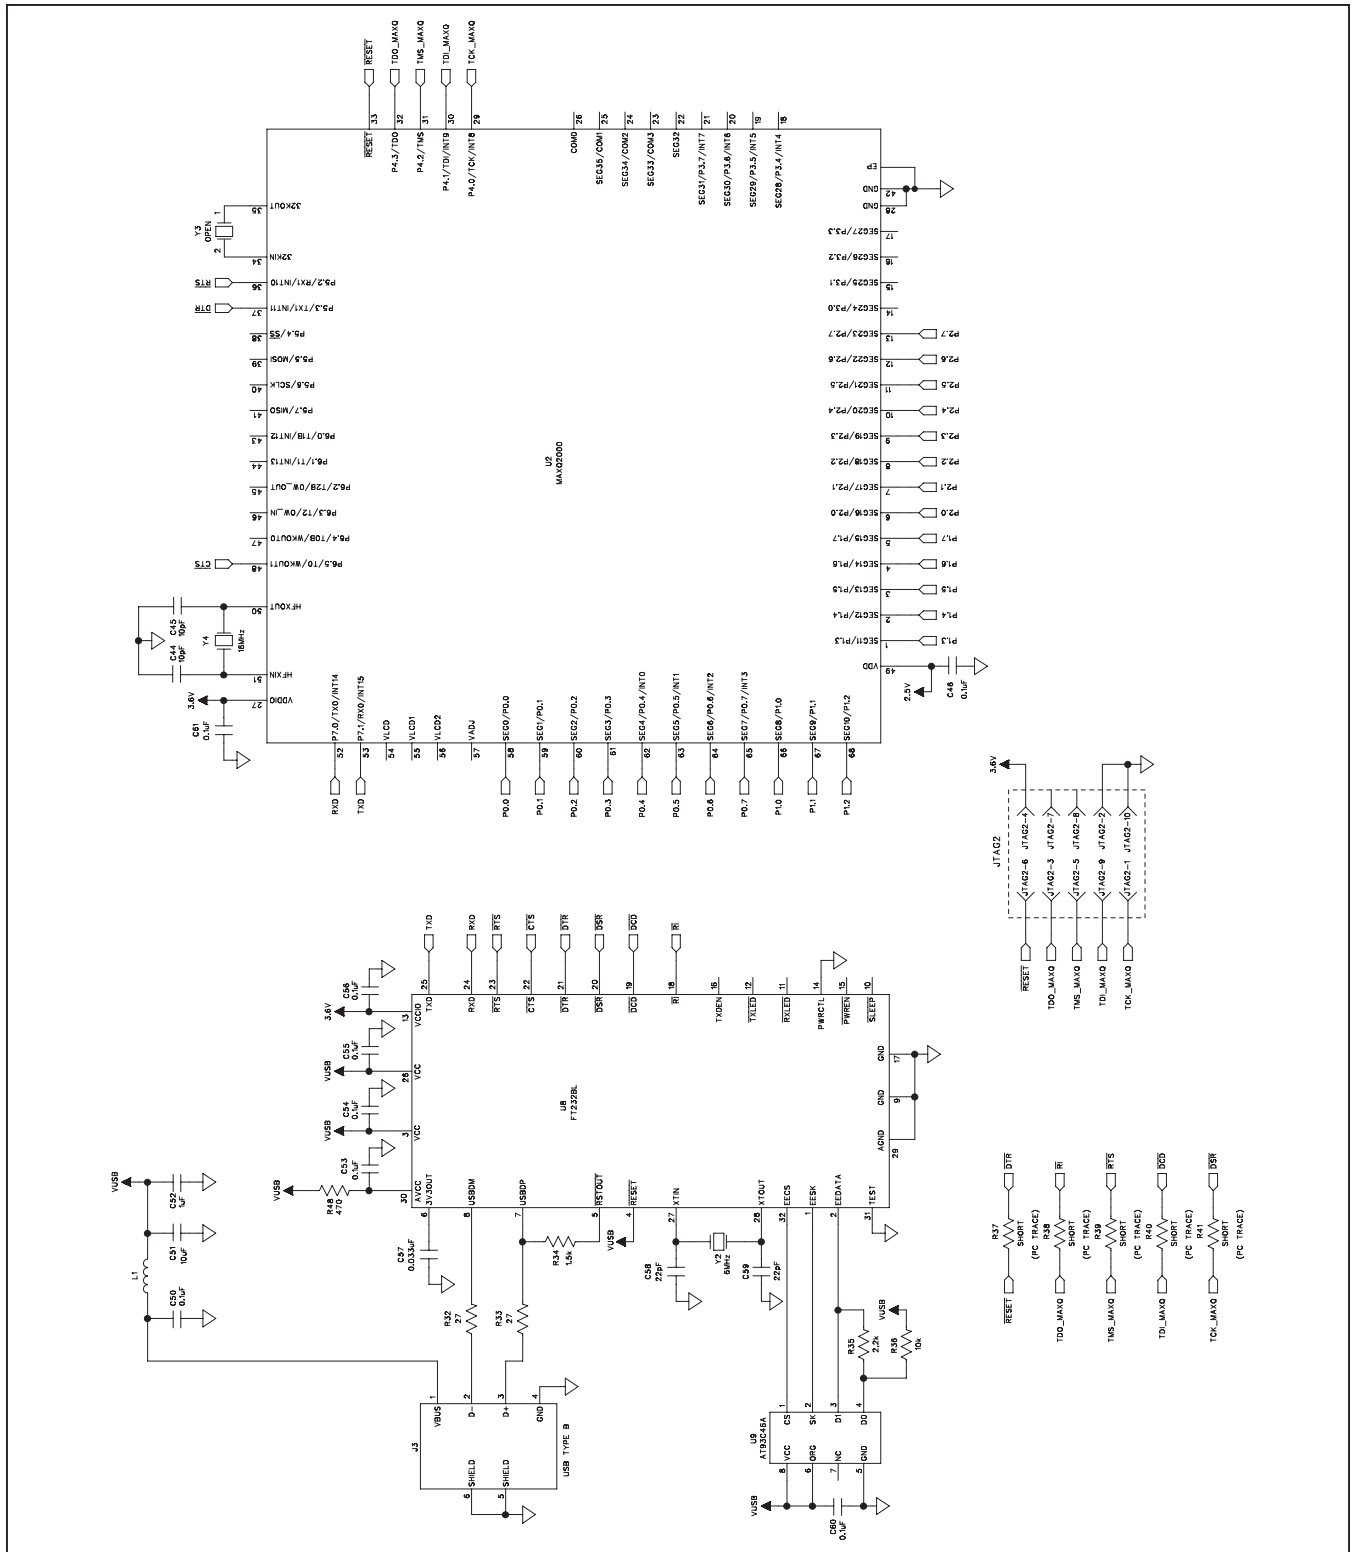 RESET
TDO_MAXQ
TMS_MAXQ
TDI_MAXQ
TCK_MAXQ
33
32
31
30
29
RESET
P4.3/TDO
P4.2/TMS
P4.1/TDI/INT9
P4.0/TCK/INT8
26
25
24
23
22
21
20
19
18
COM0
SEG35/COM1
SEG34/COM2
SEG33/COM3
SEG32
SEG31/P3.7/INT7
SEG30/P3.6/INT6
SEG29/P3.5/INT5
SEG28/P3.4/INT4
EP
GND
42
GND
28
SEG27/P3.3
17
SEG26/P3.2
16
SEG25/P3.1
15
SEG24/P3.0
14
SEG23/P2.7
13
P2.7
SEG22/P2.6
12
P2.6
SEG21/P2.5
11
P2.5
SEG20/P2.4
10
P2.4
SEG19/P2.3
9
P2.3
SEG18/P2.2
8
P2.2
SEG17/P2.1
7
P2.1
SEG16/P2.0
6
P2.0
SEG15/P1.7
5
P1.7
SEG14/P1.6
4
P1.6
SEG13/P1.5
3
P1.5
SEG12/P1.4
2
P1.4
SEG11/P1.3
1
P1.3
VDD
49
2.5V
C46
0.1uF
Y3
OPEN
1
2
35
32KOUT
34
32KIN
RTS
36
P5.2/RX1/INT10
DTR
37
P5.3/TX1/INT11
38
P5.4/SS
39
P5.5/MOSI
40
P5.6/SCLK
41
P5.7/MISO
43
P6.0/T1B/INT12
44
P6.1/T1/INT13
45
P6.2/T2B/OW_OUT
46
P6.3/T2/OW_IN
47
P6.4/T0B/WKOUT0
CTS
48
P6.5/T0/WKOUT1
50
HFXOUT
C45
10pF
C44
10pF
Y4
16MHz
51
HFXIN
3.6V
27
VDDIO
C61
0.1uF
U2
MAXQ2000
P7.0/TX0/INT14
P7.1/RX0/INT15
VLCD
VLCD1
VLCD2
VADJ
SEG0/P0.0
SEG1/P0.1
SEG2/P0.2
SEG3/P0.3
SEG4/P0.4/INT0
SEG5/P0.5/INT1
SEG6/P0.6/INT2
SEG7/P0.7/INT3
SEG8/P1.0
SEG9/P1.1
SEG10/P1.2
52
53
54
55
56
57
58
59
60
61
62
63
64
65
66
67
68
RXD
TXD
P0.0
P0.1
P0.2
P0.3
P0.4
P0.5
P0.6
P0.7
P1.0
P1.1
P1.2
3.6V
JTAG2
JTAG2-4
JTAG2-7
JTAG2-8
JTAG2-2
JTAG2-10
JTAG2-6
JTAG2-3
JTAG2-5
JTAG2-9
JTAG2-1
RESET
TDO_MAXQ
TMS_MAXQ
TDI_MAXQ
TCK_MAXQ
TXD
RXD
RTS
CTS
DTR
DSR
DCD
RI
25
24
23
22
21
20
19
18
16
12
11
14
15
10
TXD
RXD
RTS
CTS
DTR
DSR
DCD
RI
TXDEN
TXLED
RXLED
PWRCTL
PWREN
SLEEP
3.6V
C56
0.1uF
13
VCCIO
VUSB
C55
0.1uF
26
VCC
VUSB
C54
0.1uF
3
VCC
VUSB
R48
470
C53
0.1uF
30
AVCC
U8
FT232BL
GND
17
GND
9
AGND
29
3V3OUT
USBDM
USBDP
RSTOUT
RESET
XTIN
XTOUT
EECS
EESK
EEDATA
TEST
6
8
7
5
4
27
28
32
1
2
31
C57
0.033uF
R34
1.5k
VUSB
C58
22pF
Y2
6MHz
C59
22pF
VUSB
C52
1uF
C51
10uF
L1
C50
0.1uF
R32
27
R33
27
R35
2.2k
VUSB
R36
10k
1
2
3
4
VBUS
D-
D+
GND
J3
USB TYPE B
SHIELD
SHIELD
6
5
1
2
3
4
CS
SK
DI
DO
U9
AT93C46A
VCC
ORG
NC
GND
8
6
7
5
VUSB
C60
0.1uF
DTR
R37
SHORT
(PC TRACE)
RESET
RI
R38
SHORT
(PC TRACE)
TDO_MAXQ
RTS
R39
SHORT
(PC TRACE)
TMS_MAXQ
DCD
R40
SHORT
(PC TRACE)
TDI_MAXQ
DSR
R41
SHORT
(PC TRACE)
TCK_MAXQ